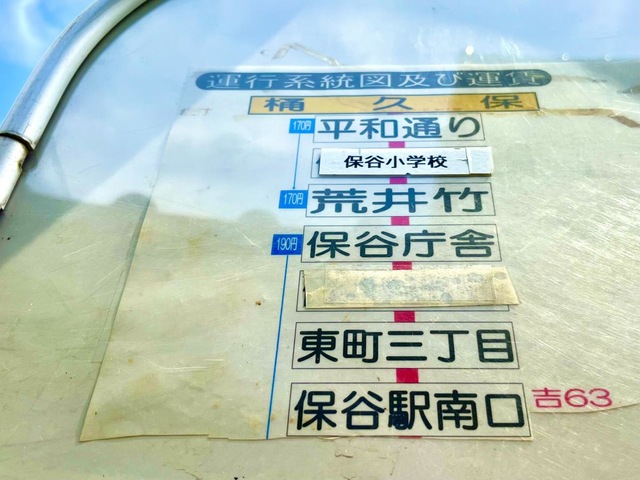 運行系統図及び運賃
桶久保
170円 平和通り
保谷小学校
170円 荒井竹
190円 保谷庁舎
東町三丁目
保谷駅南口 吉63